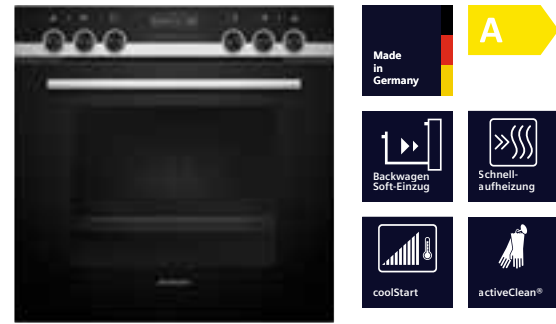 Made
in
Germany
A
Backwagen
Soft-Einzug
Schnell-
aufheizung
coolStart
activeClean®